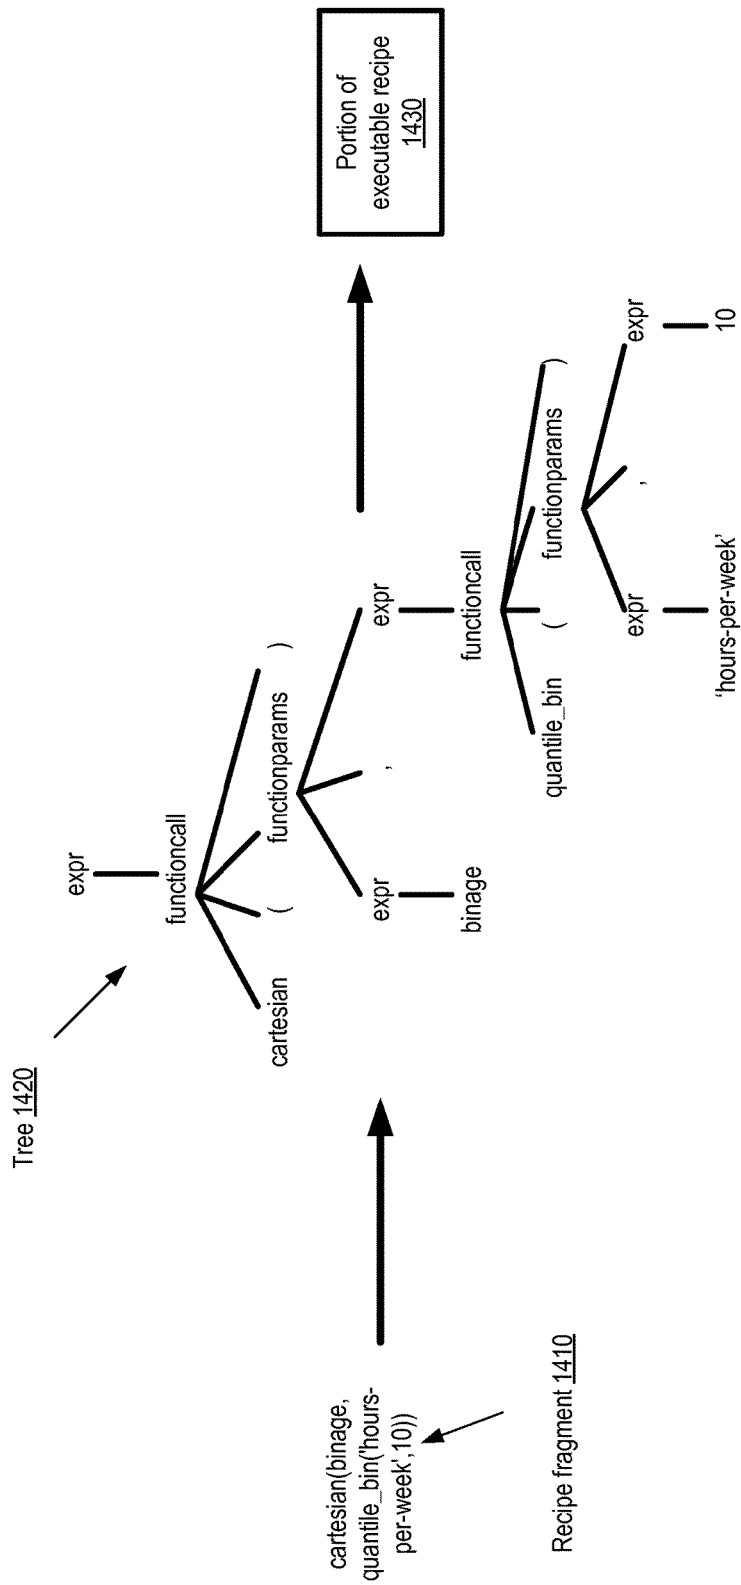 Tree 1420
expr
functioncall
cartesian
(
functionparams
)
expr
,
expr
binage
functioncall
quantile_bin
(
functionparams
)
expr
,
expr
'hours-per-week'
10
cartesian(binage,
quantile_bin('hours-
per-week',10))
Recipe fragment 1410
Portion of
executable recipe
1430